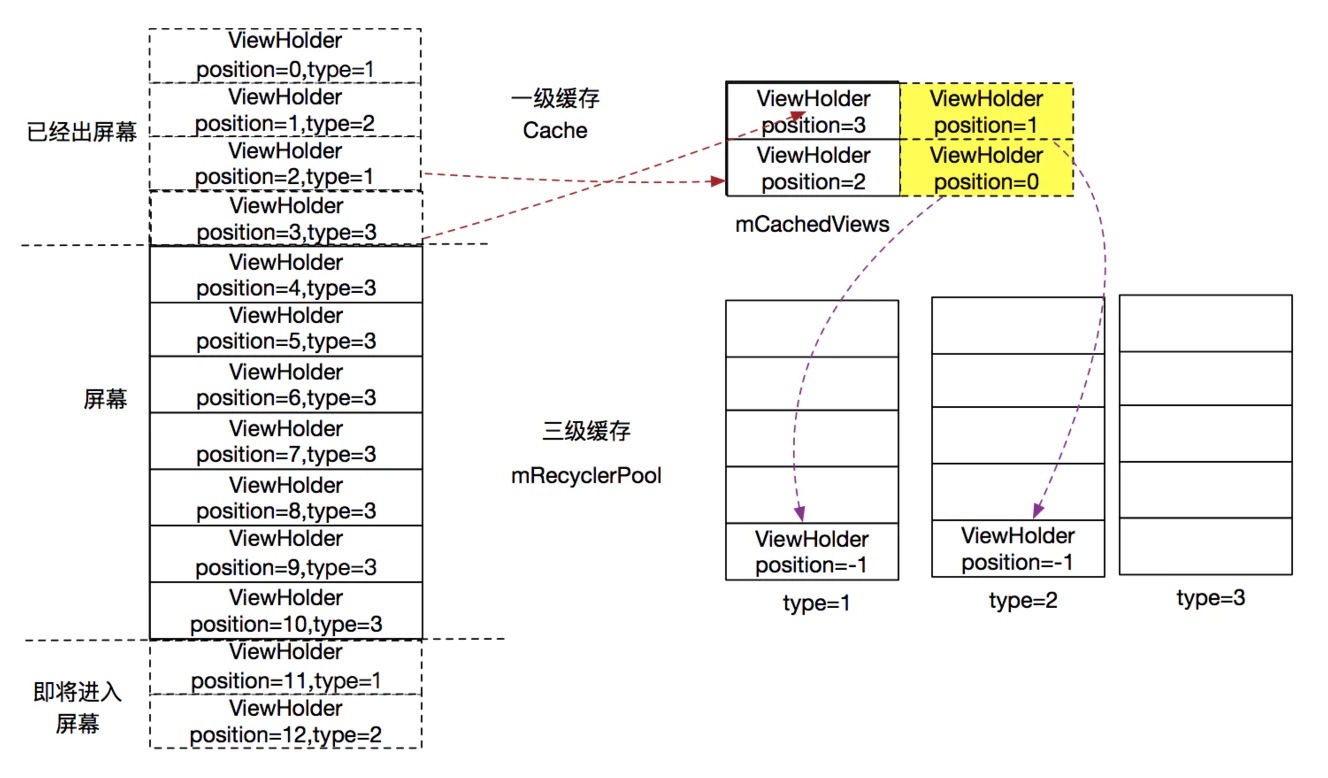 ViewHolder
position=0,type=1
ViewHolder
position=1,type=2
ViewHolder
position=2,type=1
ViewHolder
position=3,type=3
已经出屏幕
ViewHolder
position=4,type=3
ViewHolder
position=5,type=3
ViewHolder
position=6,type=3
ViewHolder
position=7,type=3
ViewHolder
position=8,type=3
ViewHolder
position=9,type=3
ViewHolder
position=10,type=3
屏幕
ViewHolder
position=11,type=1
ViewHolder
position=12,type=2
即将进入
屏幕
一级缓存
Cache
ViewHolder
position=3
ViewHolder
position=1
ViewHolder
position=2
ViewHolder
position=0
mCachedViews
三级缓存
mRecyclerPool
ViewHolder
position=-1
type=1
ViewHolder
position=-1
type=2
type=3